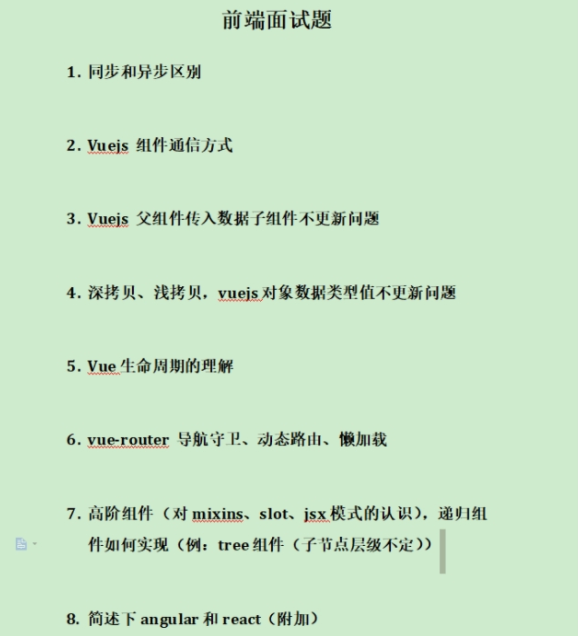 前端面试题
1. 同步和异步区别
2. Vuejs 组件通信方式
3. Vuejs 父组件传入数据子组件不更新问题
4. 深拷贝、浅拷贝，vuejs 对象数据类型值不更新问题
5. Vue 生命周期的理解
6. vue-router 导航守卫、动态路由、懒加载
7. 高阶组件（对 mixins、slot、jsx 模式的认识），递归组
件如何实现（例：tree 组件（子节点层级不定））
8. 简述下 angular 和 react（附加）